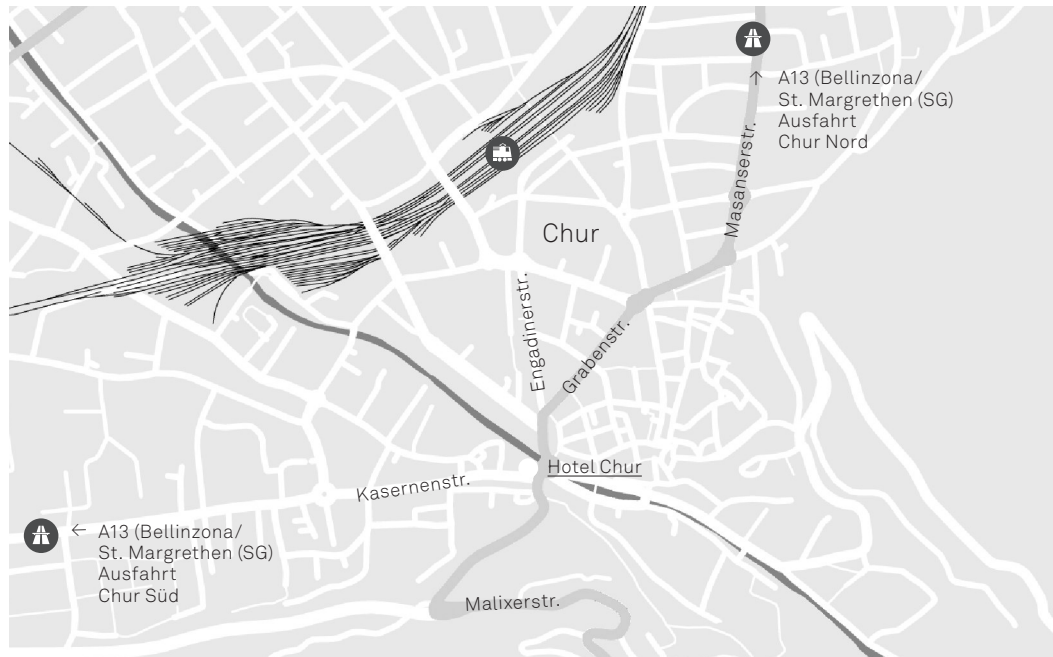 A13 (Bellinzona/
St. Margrethen (SG)
Ausfahrt
Chur Nord
Masanserstr.
Chur
Engadinerstr.
Grabenstr.
Hotel Chur
Kasernenstr.
← A13 (Bellinzona/
St. Margrethen (SG)
Ausfahrt
Chur Süd
Malixerstr.